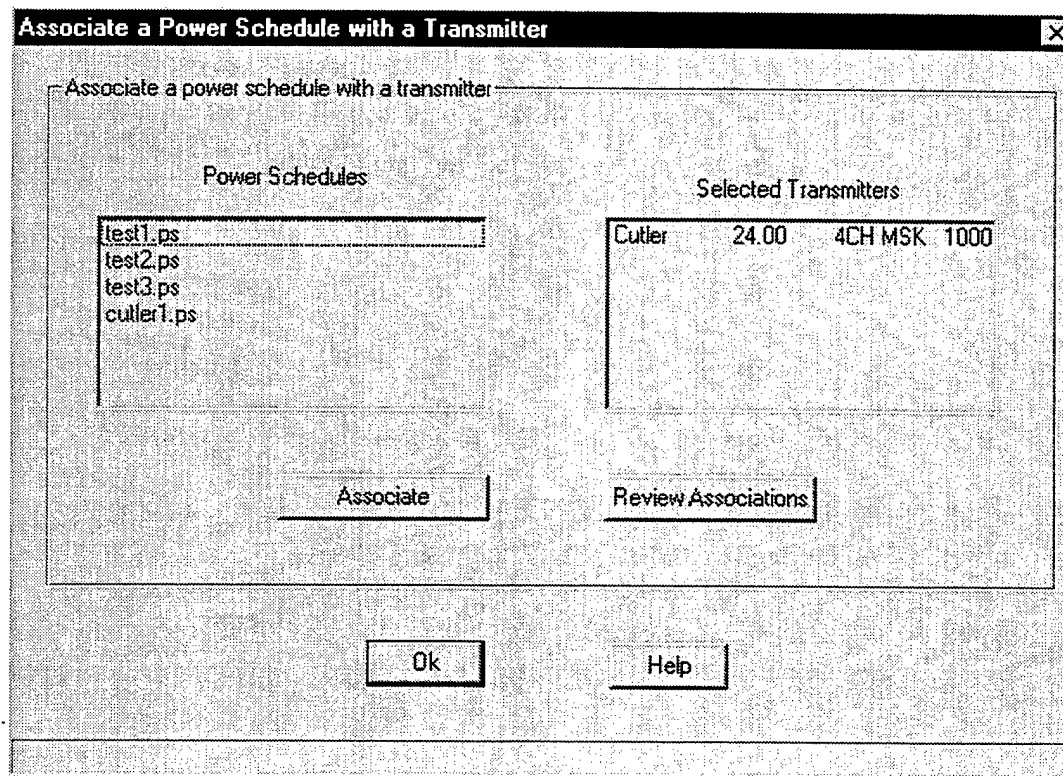 Associate a Power Schedule with a Transmitter
Associate a power schedule with a transmitter
Power Schedules
test1.ps
test2.ps
test3.ps
cutler1.ps
Selected Transmitters
Cutler 24.00 4CH MSK 1000
Associate
Review Associations
Ok
Help